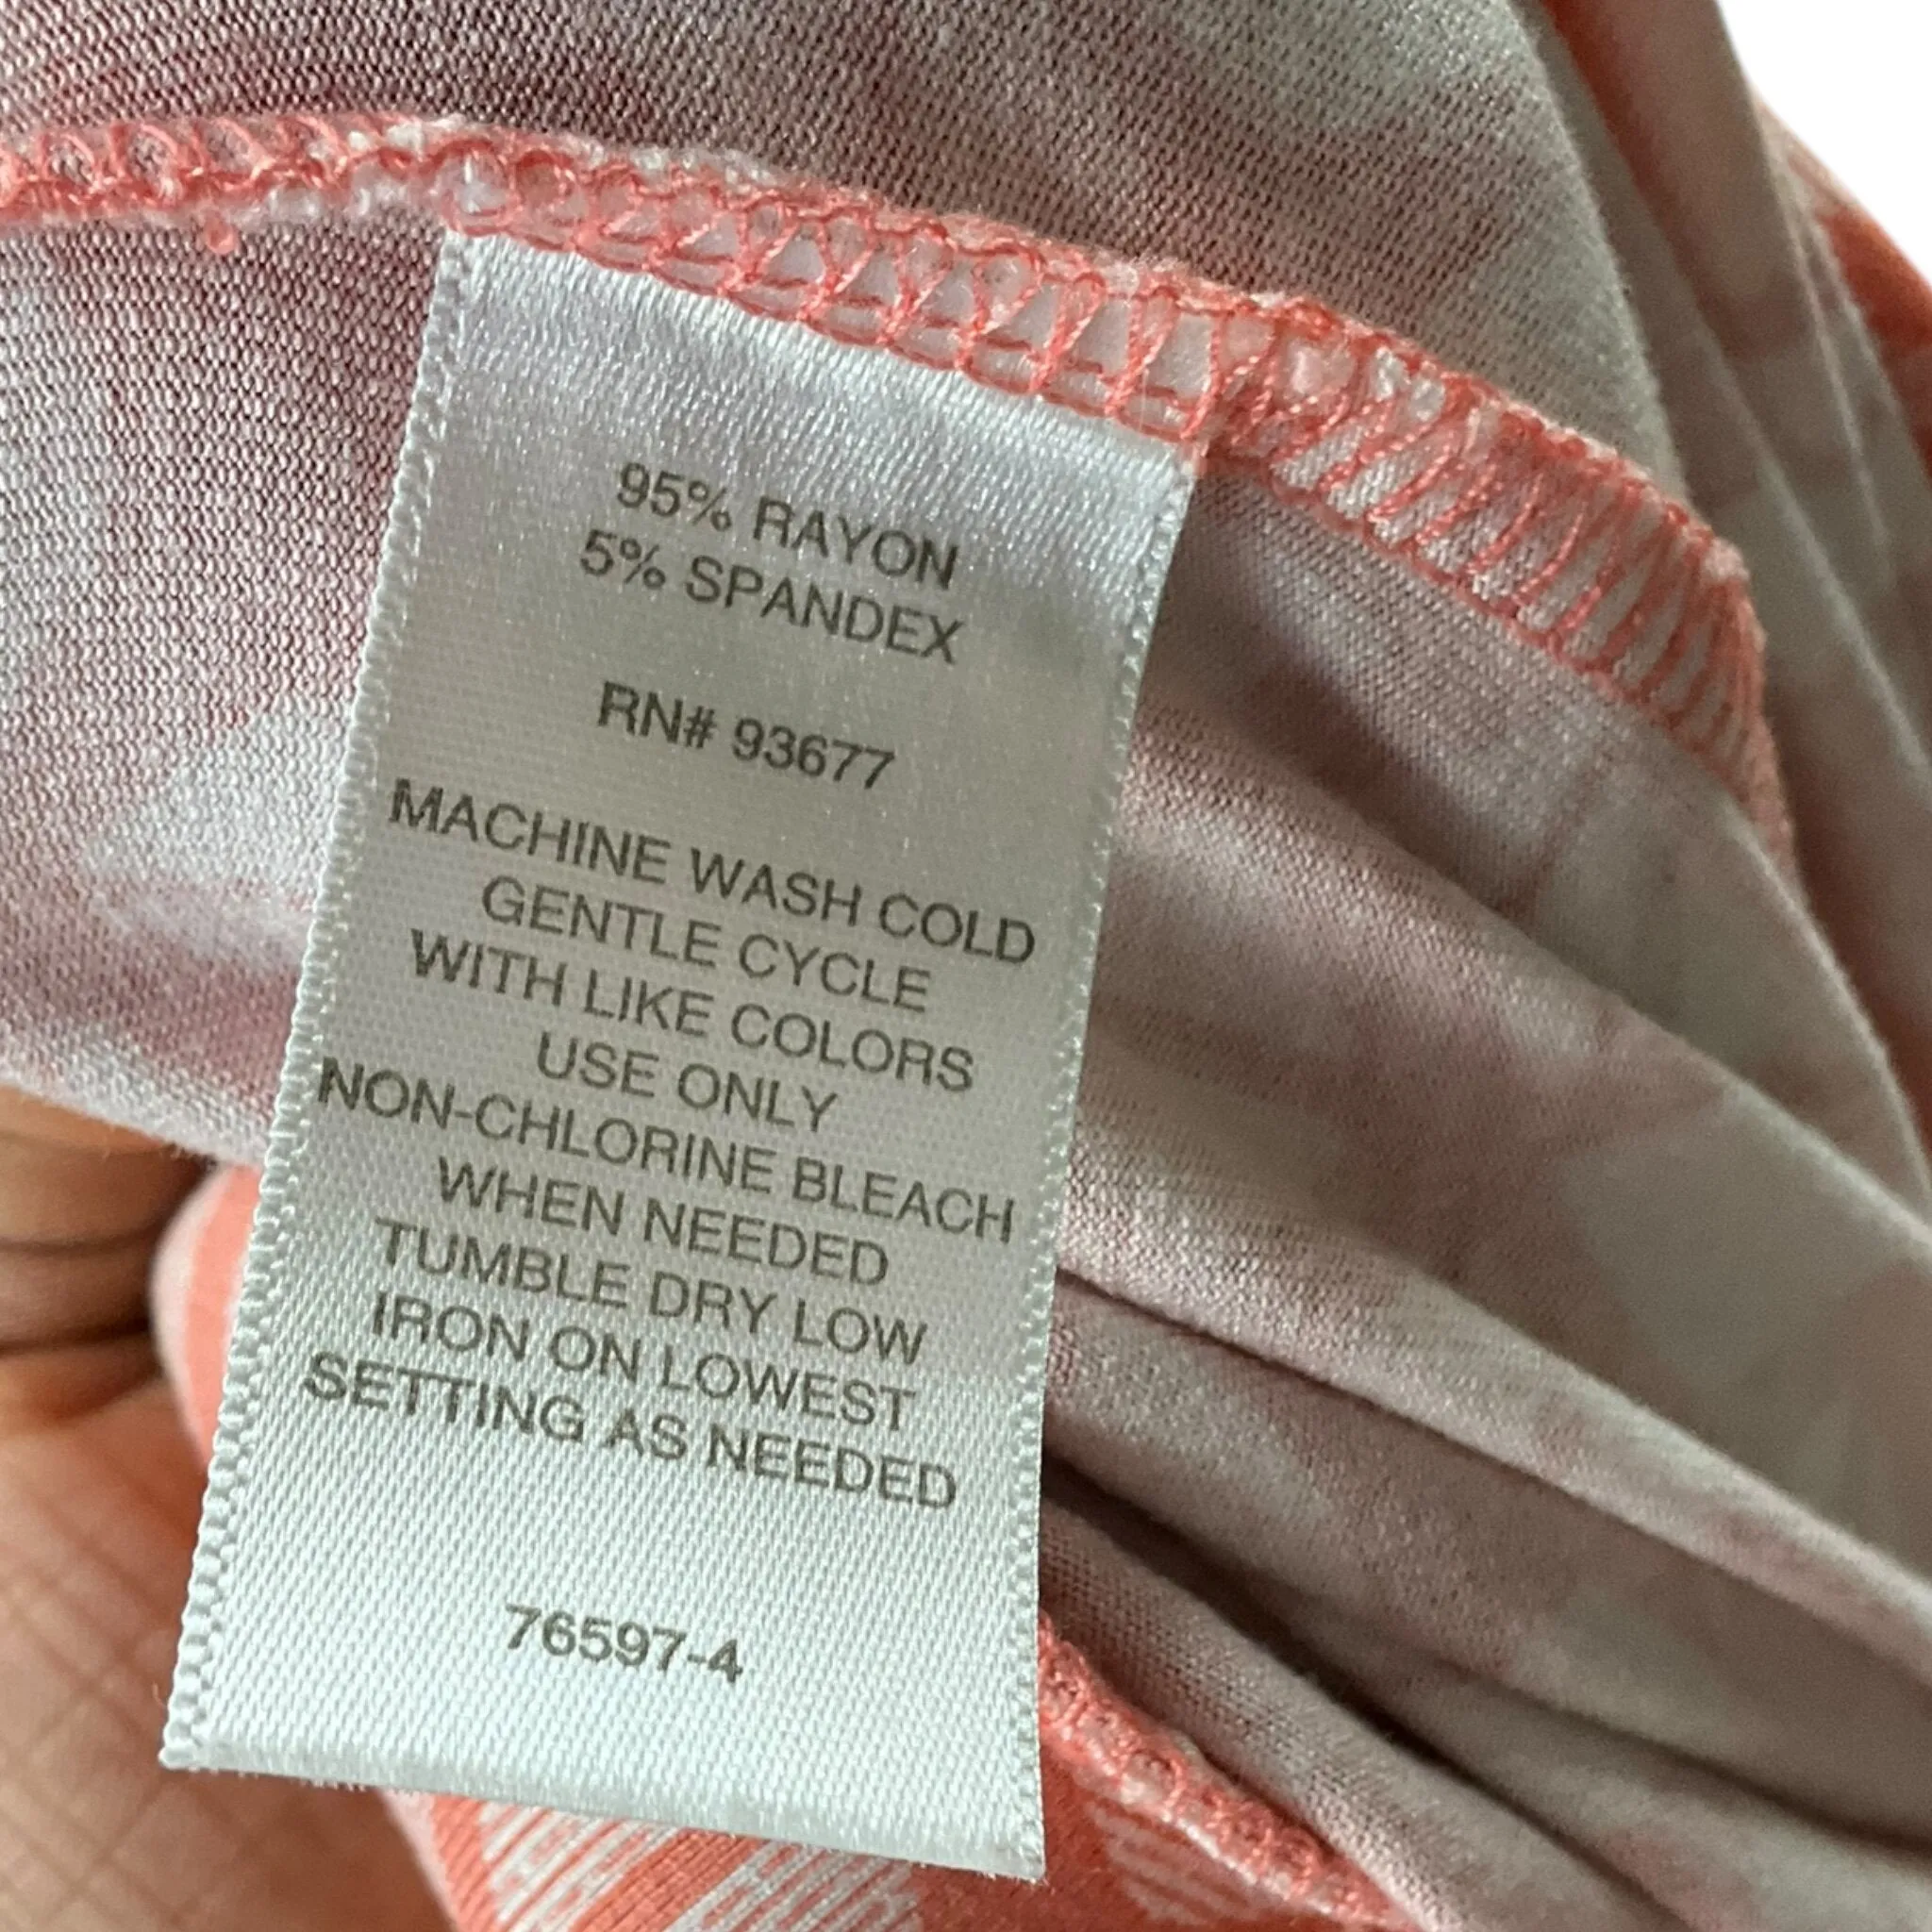 95% RAYON
5% SPANDEX
RN# 93677
MACHINE WASH COLD
GENTLE CYCLE
WITH LIKE COLORS
USE ONLY
NON-CHLORINE BLEACH
WHEN NEEDED
TUMBLE DRY LOW
IRON ON LOWEST
SETTING AS NEEDED
76597-4